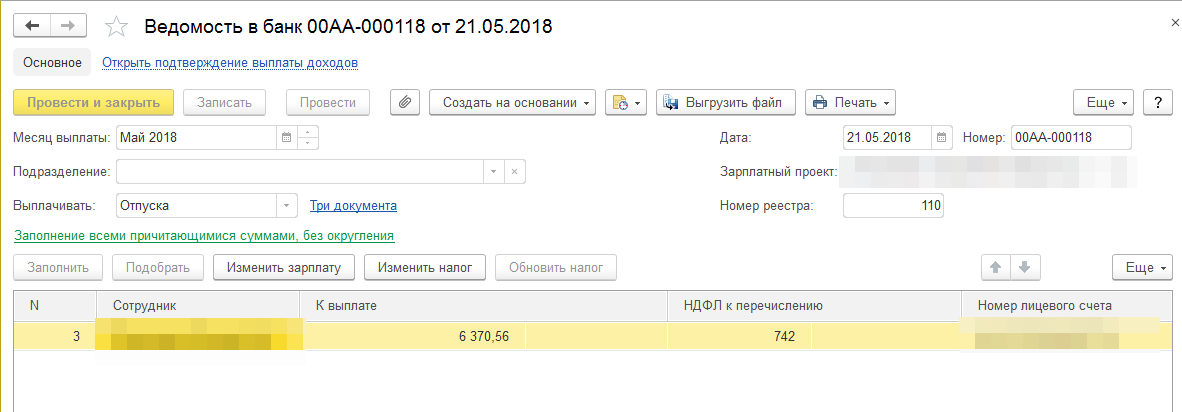 Ведомость в банк 00АА-000118 от 21.05.2018
Основное Открыть подтверждение выплаты доходов
Провести и закрыть Записать Провести Создать на основании Выгрузить файл Печать Еще ?
Месяц выплаты: Май 2018 Дата: 21.05.2018 Номер: 00АА-000118
Подразделение: Зарплатный проект:
Выплачивать: Отпуска Три документа Номер реестра: 110
Заполнение всеми причитающимися суммами, без округления
Заполнить Подобрать Изменить зарплату Изменить налог Обновить налог Еще
N Сотрудник К выплате НДФЛ к перечислению Номер лицевого счета
3 6 370,56 742